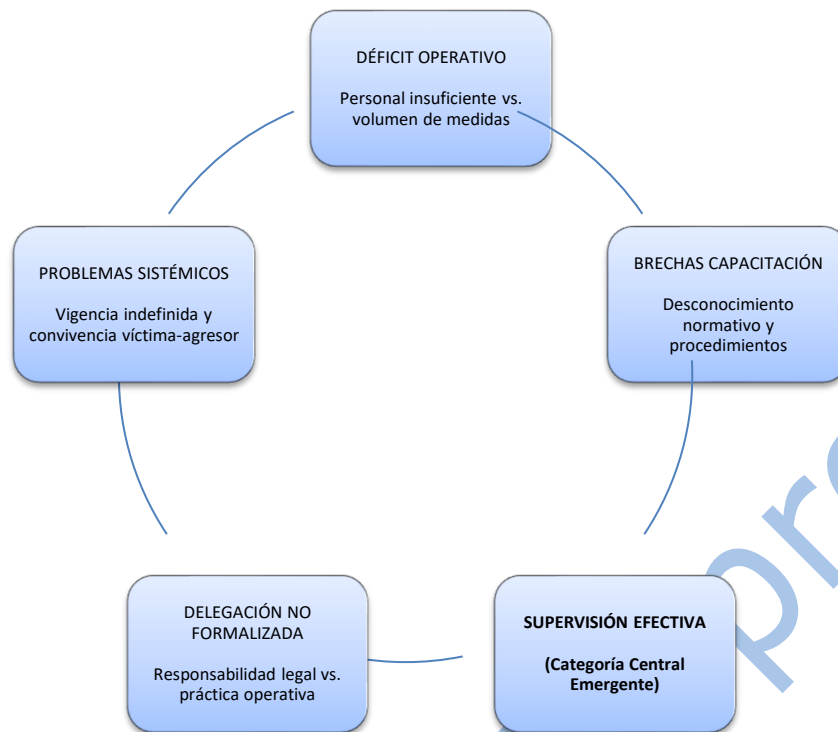 DÉFICIT OPERATIVO
Personal insuficiente vs.
volumen de medidas
PROBLEMAS SISTÉMICOS
Vigencia indefinida y
convivencia víctima-agresor
BRECHAS CAPACITACIÓN
Desconocimiento
normativo y
procedimientos
DELEGACIÓN NO
FORMALIZADA
Responsabilidad legal vs.
práctica operativa
SUPERVISIÓN EFECTIVA
(Categoría Central
Emergente)